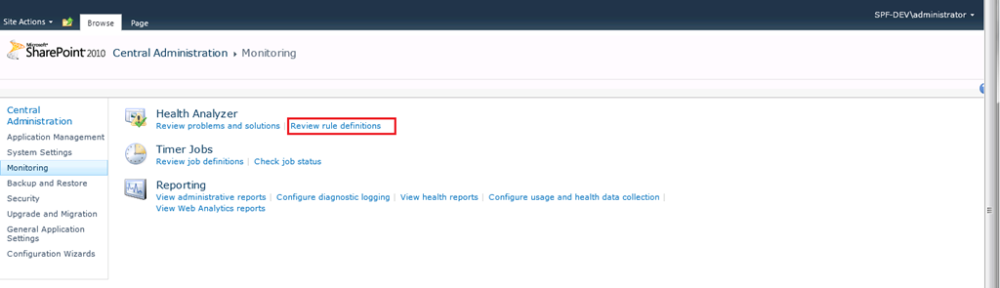 Site Actions
Browse
Page
SPF-DEV\administrator
Microsoft
SharePoint 2010
Central Administration
Monitoring
Central
Administration
Application Management
System Settings
Monitoring
Backup and Restore
Security
Upgrade and Migration
General Application
Settings
Configuration Wizards
Health Analyzer
Review problems and solutions | Review rule definitions
Timer Jobs
Review job definitions | Check job status
Reporting
View administrative reports | Configure diagnostic logging | View health reports | Configure usage and health data collection |
View Web Analytics reports